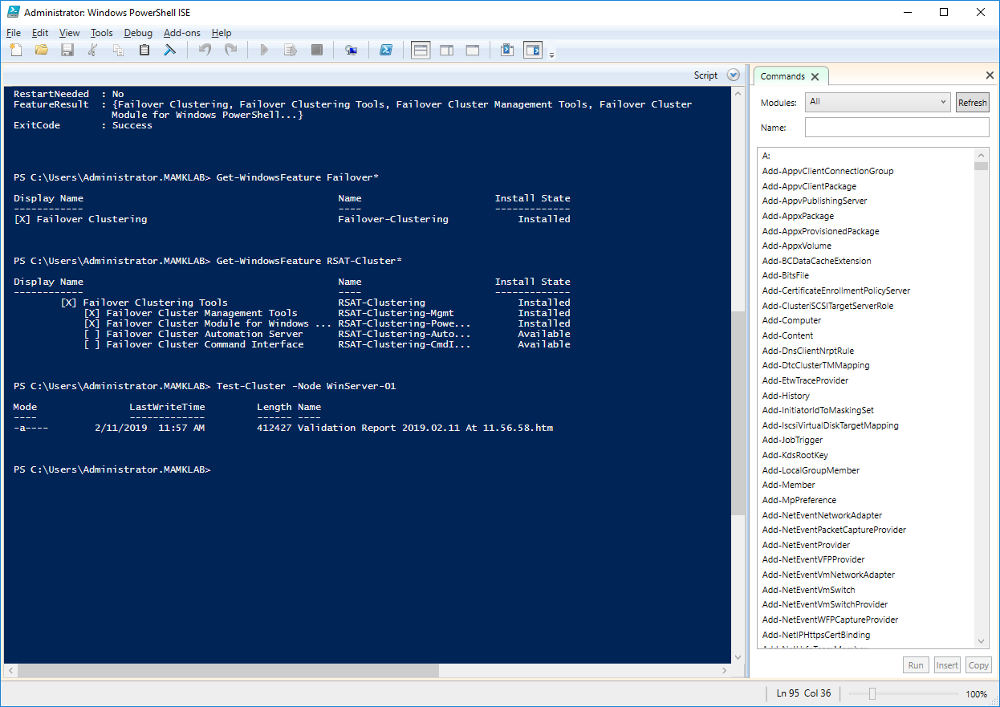 Administrator: Windows PowerShell ISE
File Edit View Tools Debug Add-ons Help
Script
RestartNeeded : No
FeatureResult : {Failover Clustering, Failover Clustering Tools, Failover Cluster Management Tools, Failover Cluster
Module for Windows PowerShell...}
ExitCode : Success
PS C:\Users\Administrator.MAMKLAB> Get-WindowsFeature Failover*
Display Name Name Install State
------------ ---- -------------
[X] Failover Clustering Failover-Clustering Installed
PS C:\Users\Administrator.MAMKLAB> Get-WindowsFeature RSAT-Cluster*
Display Name Name Install State
------------ ---- -------------
[X] Failover Clustering Tools RSAT-Clustering Installed
[X] Failover Cluster Management Tools RSAT-Clustering-Mgmt Installed
[X] Failover Cluster Module for Windows ... RSAT-Clustering-Powe... Installed
[ ] Failover Cluster Automation Server RSAT-Clustering-Auto... Available
[ ] Failover Cluster Command Interface RSAT-Clustering-CmdI... Available
PS C:\Users\Administrator.MAMKLAB> Test-Cluster -Node WinServer-01
Mode LastWriteTime Length Name
---- ------------- ------ ----
-a---- 2/11/2019 11:57 AM 412427 Validation Report 2019.02.11 At 11.56.58.htm
PS C:\Users\Administrator.MAMKLAB>
Commands
Modules: All Refresh
Name:
A:
Add-AppvClientConnectionGroup
Add-AppvClientPackage
Add-AppvPublishingServer
Add-AppxPackage
Add-AppxProvisionedPackage
Add-AppxVolume
Add-BCDataCacheExtension
Add-BitsFile
Add-CertificateEnrollmentPolicyServer
Add-ClusteriSCSITargetServerRole
Add-Computer
Add-Content
Add-DnsClientNrptRule
Add-DtcClusterTMMapping
Add-EtwTraceProvider
Add-History
Add-InitiatorIdToMaskingSet
Add-IscsiVirtualDiskTargetMapping
Add-JobTrigger
Add-KdsRootKey
Add-LocalGroupMember
Add-Member
Add-MpPreference
Add-NetEventNetworkAdapter
Add-NetEventPacketCaptureProvider
Add-NetEventProvider
Add-NetEventVFPProvider
Add-NetEventVmNetworkAdapter
Add-NetEventVmSwitch
Add-NetEventVmSwitchProvider
Add-NetEventWFPCaptureProvider
Add-NetIPHttpsCertBinding
Run Insert Copy
Ln 95 Col 36 100%